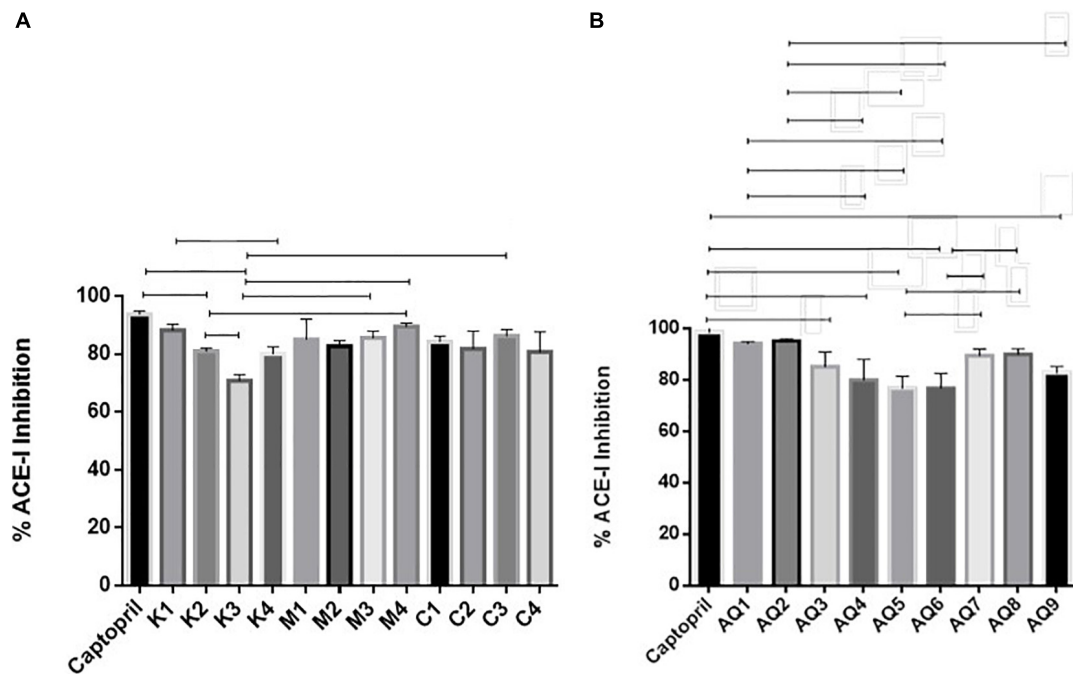 A
% ACE-I Inhibition
100
80
60
40
20
0
Captopril
K1
K2
K3
K4
M1
M2
M3
M4
C1
C2
C3
C4
B
% ACE-I Inhibition
100
80
60
40
20
0
Captopril
AQ1
AQ2
AQ3
AQ4
AQ5
AQ6
AQ7
AQ8
AQ9